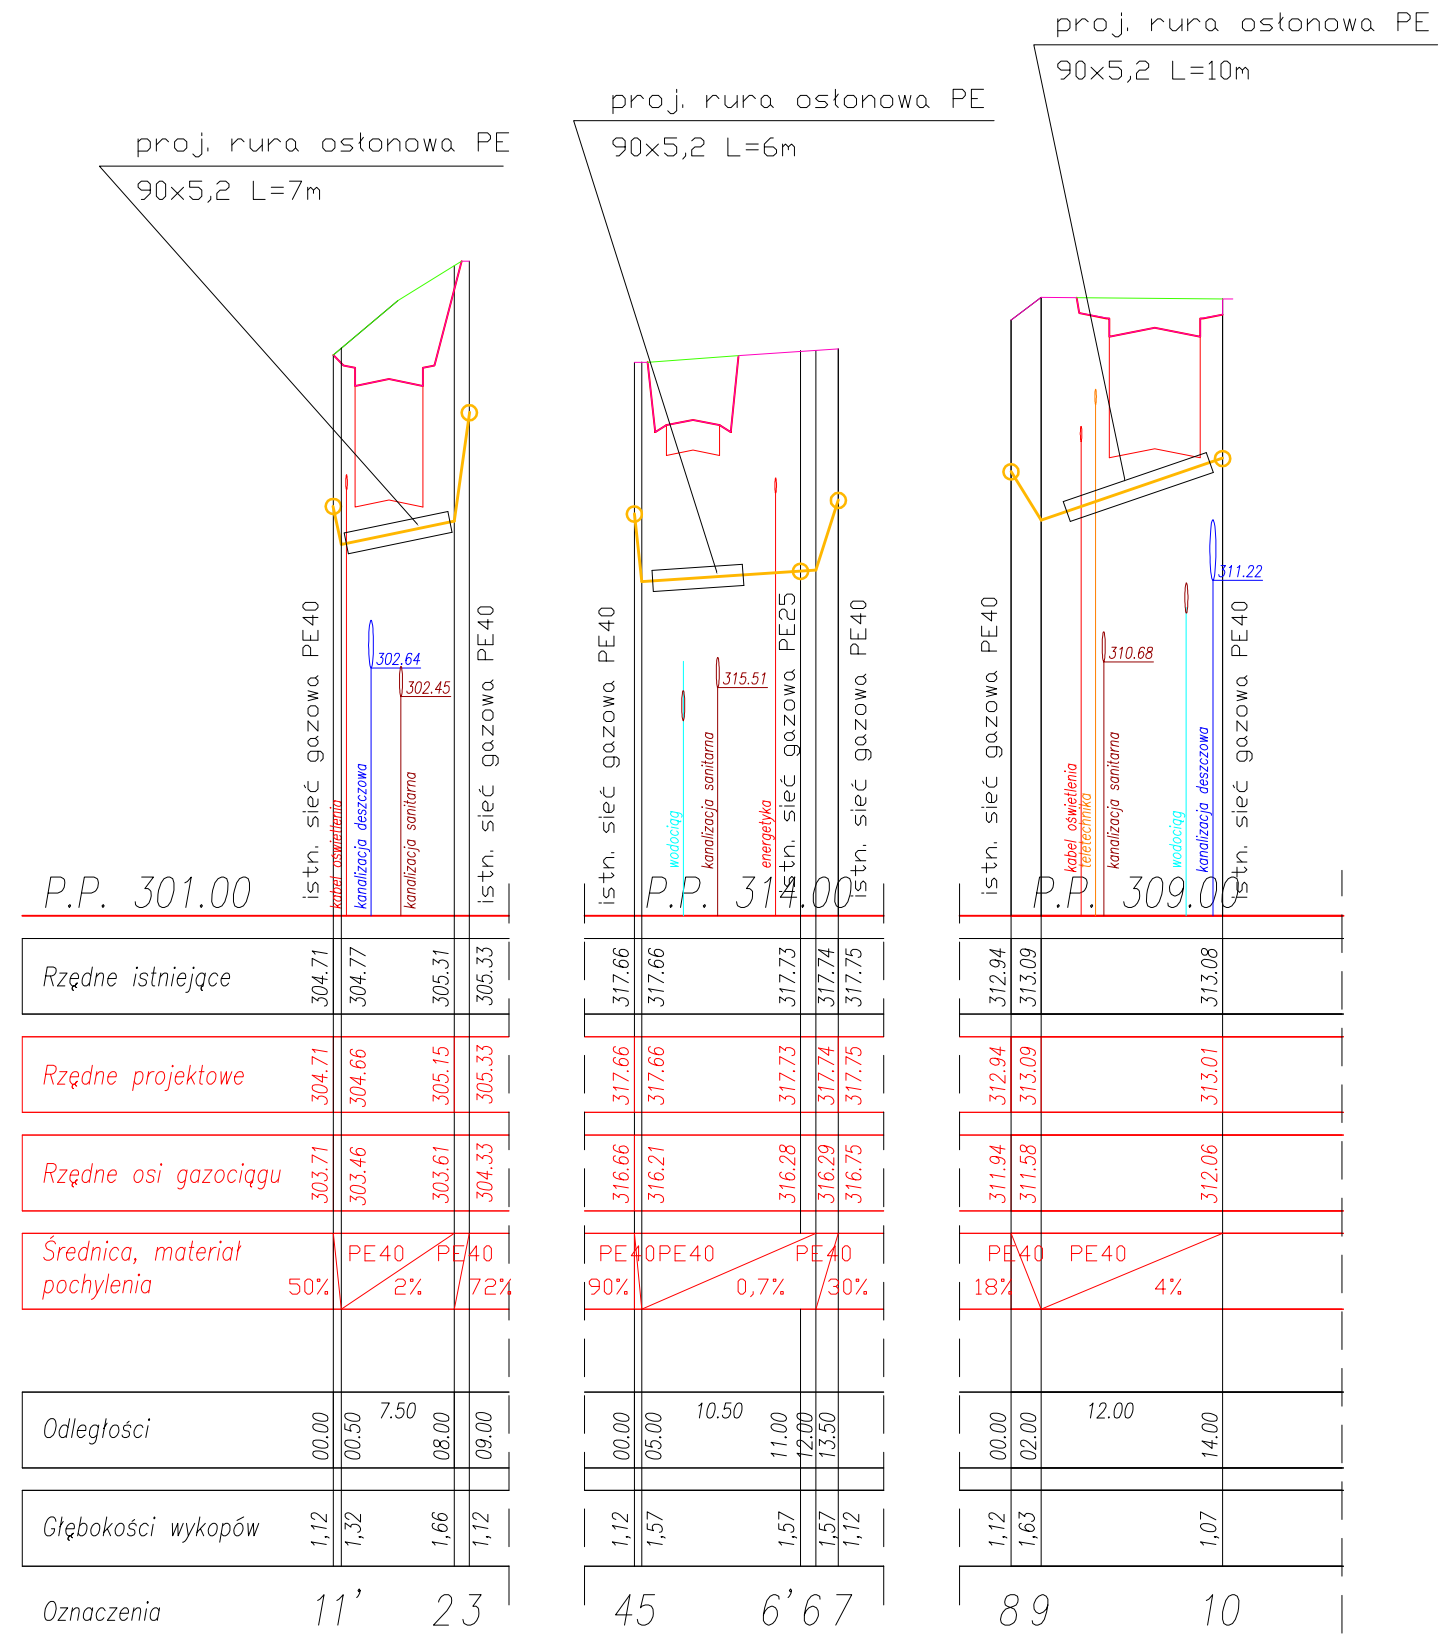 proj. rura osłonowa PE
90x5,2 L=10m
proj. rura osłonowa PE
90x5,2 L=6m
proj. rura osłonowa PE
90x5,2 L=7m
istn. sieć gazowa PE40
kabel oświetlenia
kanalizacja deszczowa
302.64
kanalizacja sanitarna
302.45
istn. sieć gazowa PE40
istn. sieć gazowa PE40
wodociąg
kanalizacja sanitarna
315.51
energetyka
istn. sieć gazowa PE25
istn. sieć gazowa PE40
istn. sieć gazowa PE40
kabel oświetlenia
teletechnika
kanalizacja sanitarna
310.68
wodociąg
kanalizacja deszczowa
311.22
istn. sieć gazowa PE40
P.P. 301.00 P.P. 314.00 P.P. 309.00
Rzędne istniejące 304.71 304.77 305.31 305.33 317.66 317.66 317.73 317.74 317.75 312.94 313.09 313.08
Rzędne projektowe 304.71 304.66 305.15 305.33 317.66 317.66 317.73 317.74 317.75 312.94 313.09 313.01
Rzędne osi gazociągu 303.71 303.46 303.61 304.33 316.66 316.21 316.28 316.29 316.75 311.94 311.58 312.06
Średnica, materiał PE40 PE40 PE40 PE40 PE40 PE40 PE40
pochylenia 50% 2% 72% 90% 0,7% 30% 18% 4%
7.50 10.50 12.00
Odległości 00.00 00.50 08.00 09.00 00.00 05.00 11.00 12.00 13.50 00.00 02.00 14.00
Głębokości wykopów 1,12 1,32 1,66 1,12 1,12 1,57 1,57 1,57 1,12 1,12 1,63 1,07
Oznaczenia 1 1' 2 3 4 5 6' 6 7 8 9 10